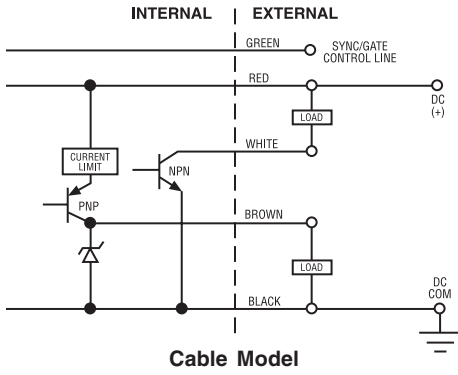 INTERNAL EXTERNAL
GREEN
SYNC/GATE
CONTROL LINE
RED
DC
(+)
LOAD
WHITE
CURRENT
LIMIT
NPN
PNP
BROWN
LOAD
DC
COM
BLACK
Cable Model